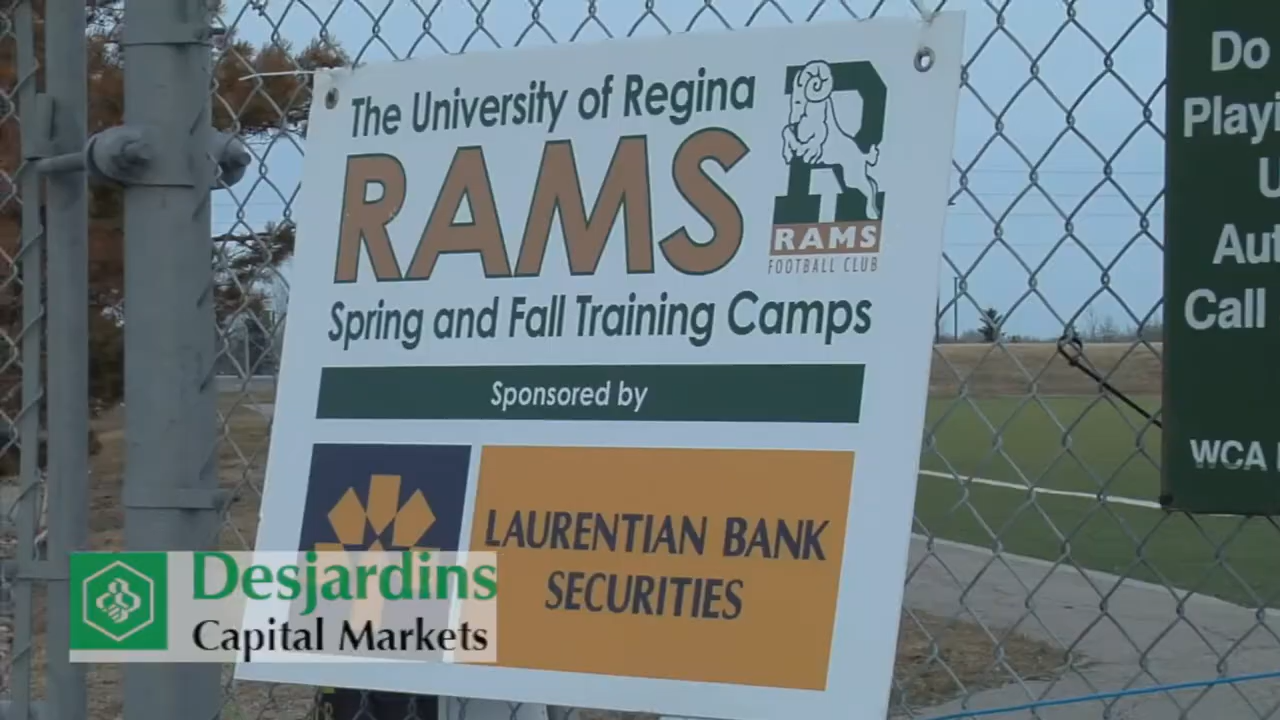 The University of Regina
RAMS
RAMS
FOOTBALL CLUB
Spring and Fall Training Camps
Sponsored by
LAURENTIAN BANK
SECURITIES
Desjardins
Capital Markets
Do
Call
WCA